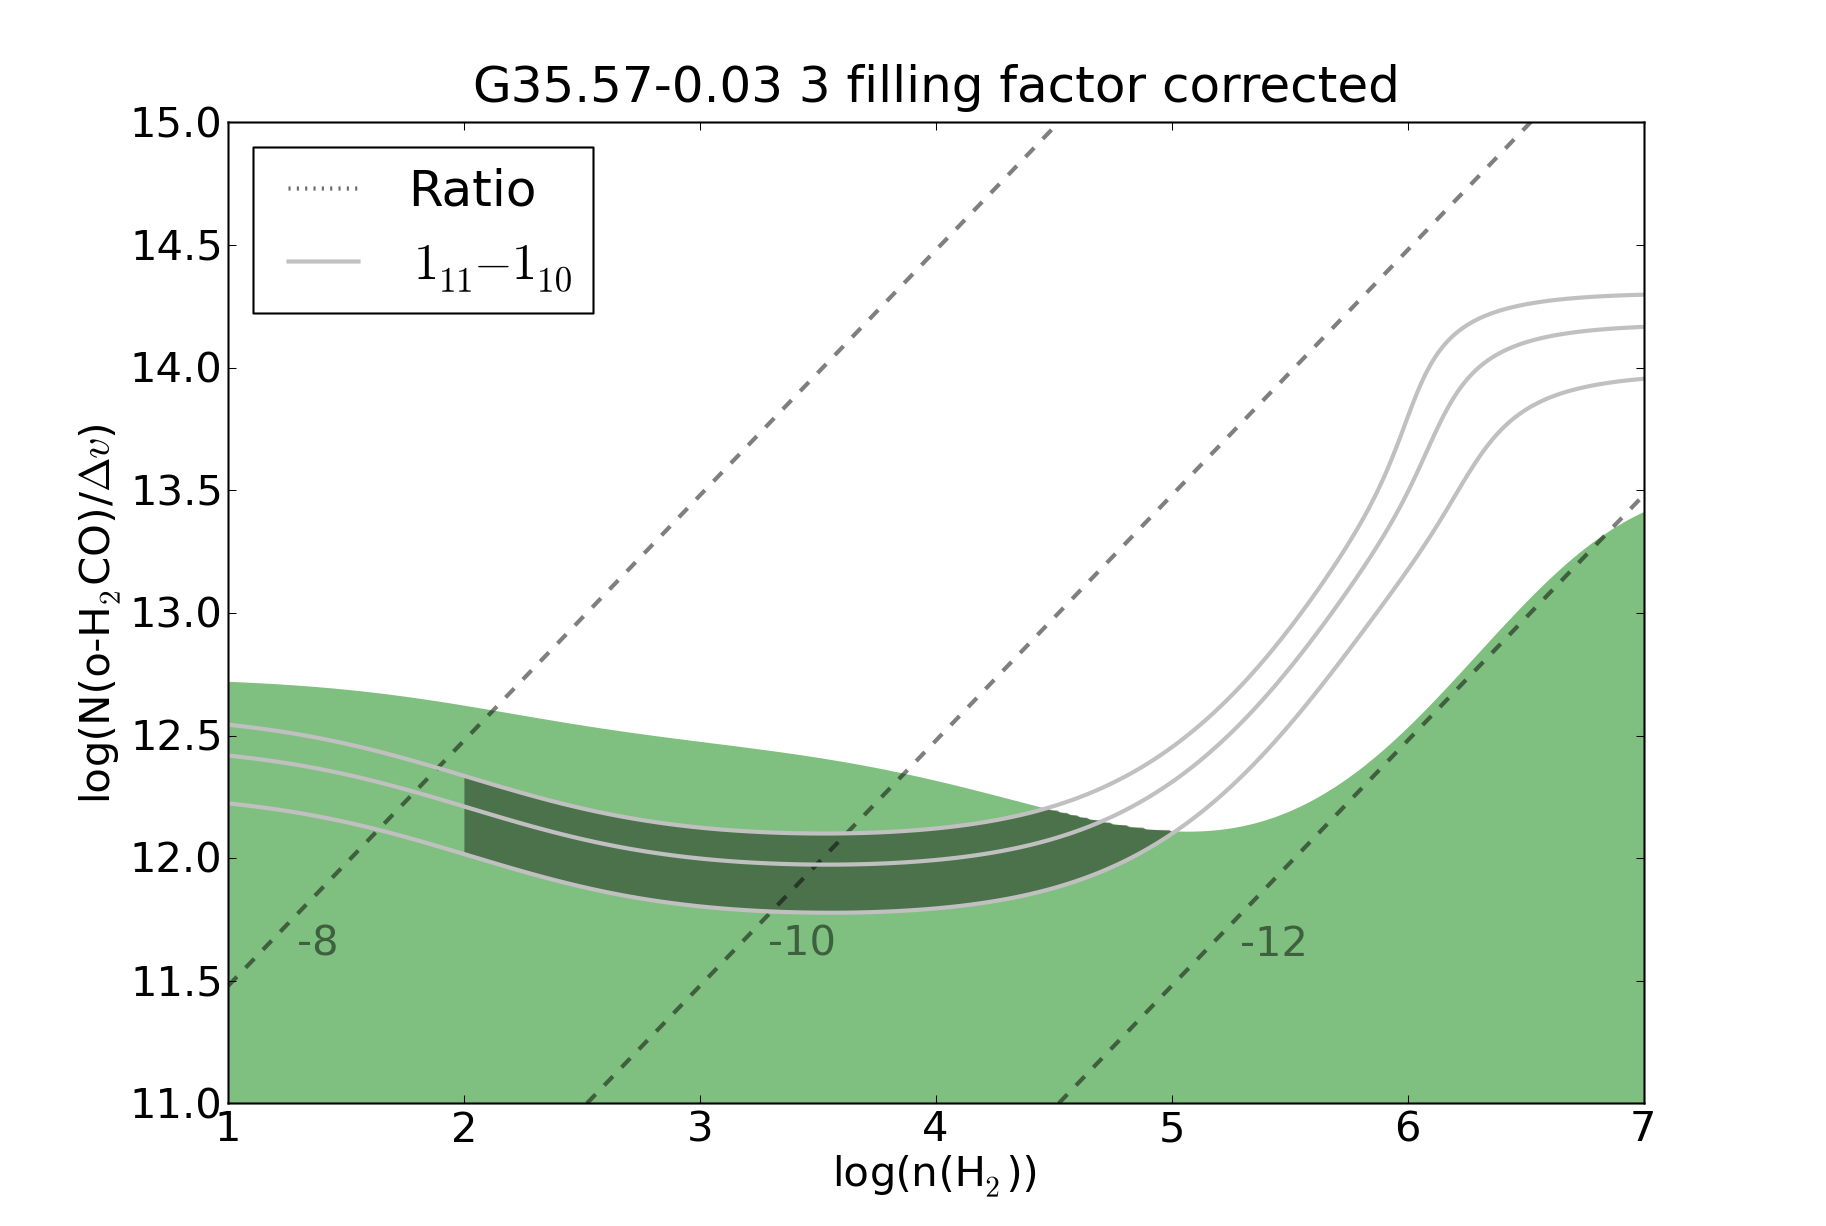 G35.57-0.03 3 filling factor corrected
15.0
14.5
14.0
13.5
13.0
12.5
12.0
11.5
11.0
log(N(o-H₂CO)/Δv)
Ratio
1₁₁−1₁₀
-8
-10
-12
1 2 3 4 5 6 7
log(n(H₂))